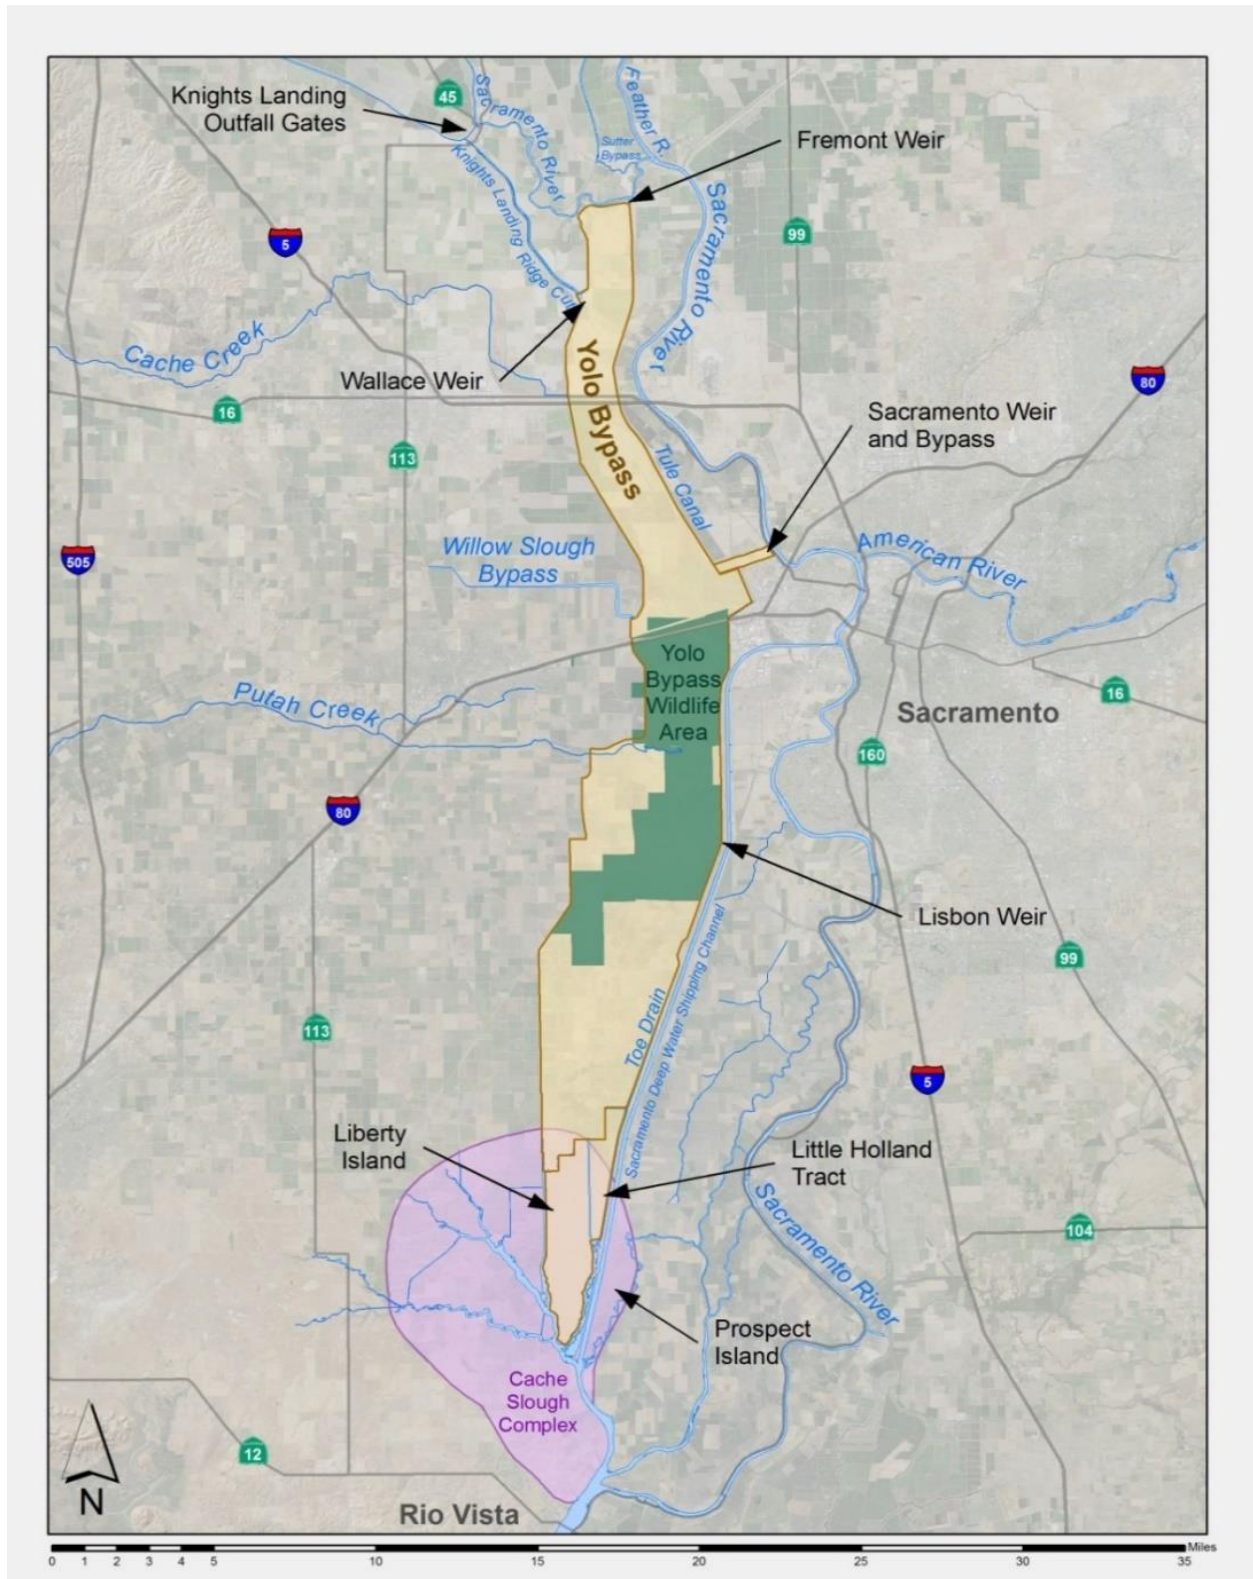 Knights Landing
Outfall Gates
45
Sacramento River
Feather R.
Sutter
Bypass
Fremont Weir
Knights Landing Ridge Cut
Sacramento River
99
5
Cache Creek
Wallace Weir
Yolo Bypass
80
16
Sacramento Weir
and Bypass
113
Tule Canal
505
Willow Slough
Bypass
American River
Yolo
Bypass
Wildlife
Area
Putah Creek
16
Sacramento
160
80
Lisbon Weir
99
Toe Drain
Sacramento Deep Water Shipping Channel
113
5
Liberty
Island
Little Holland
Tract
Sacramento River
104
Prospect
Island
Cache
Slough
Complex
12
N
Rio Vista
0 1 2 3 4 5 10 15 20 25 30 35 Miles